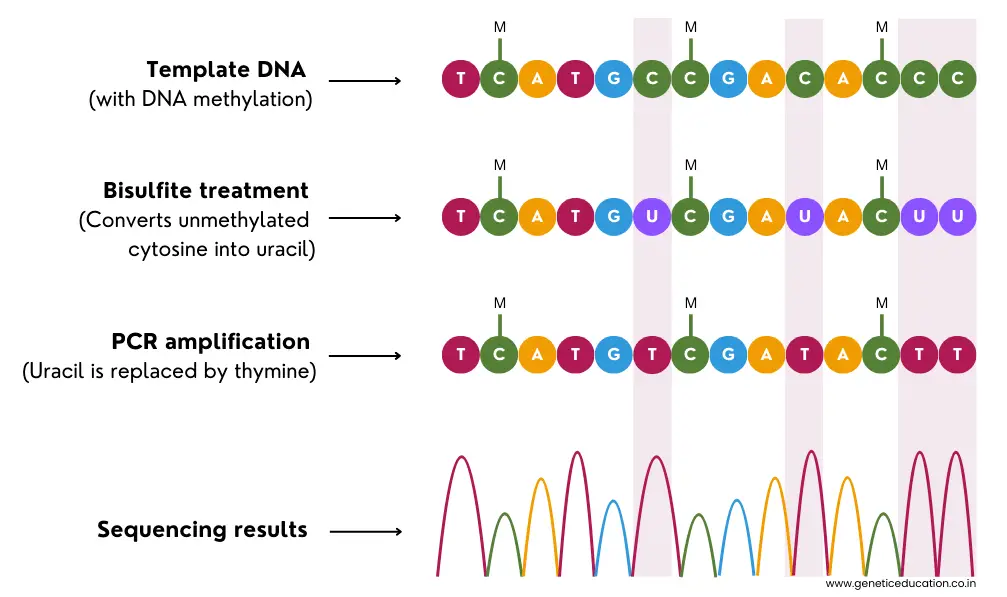 M M M
Template DNA
(with DNA methylation)
T C A T G C C G A C A C C C
M M M
Bisulfite treatment
(Converts unmethylated
cytosine into uracil)
T C A T G U C G A U A C U U
M M M
PCR amplification
(Uracil is replaced by thymine)
T C A T G T C G A T A C T T
Sequencing results
www.geneticeducation.co.in